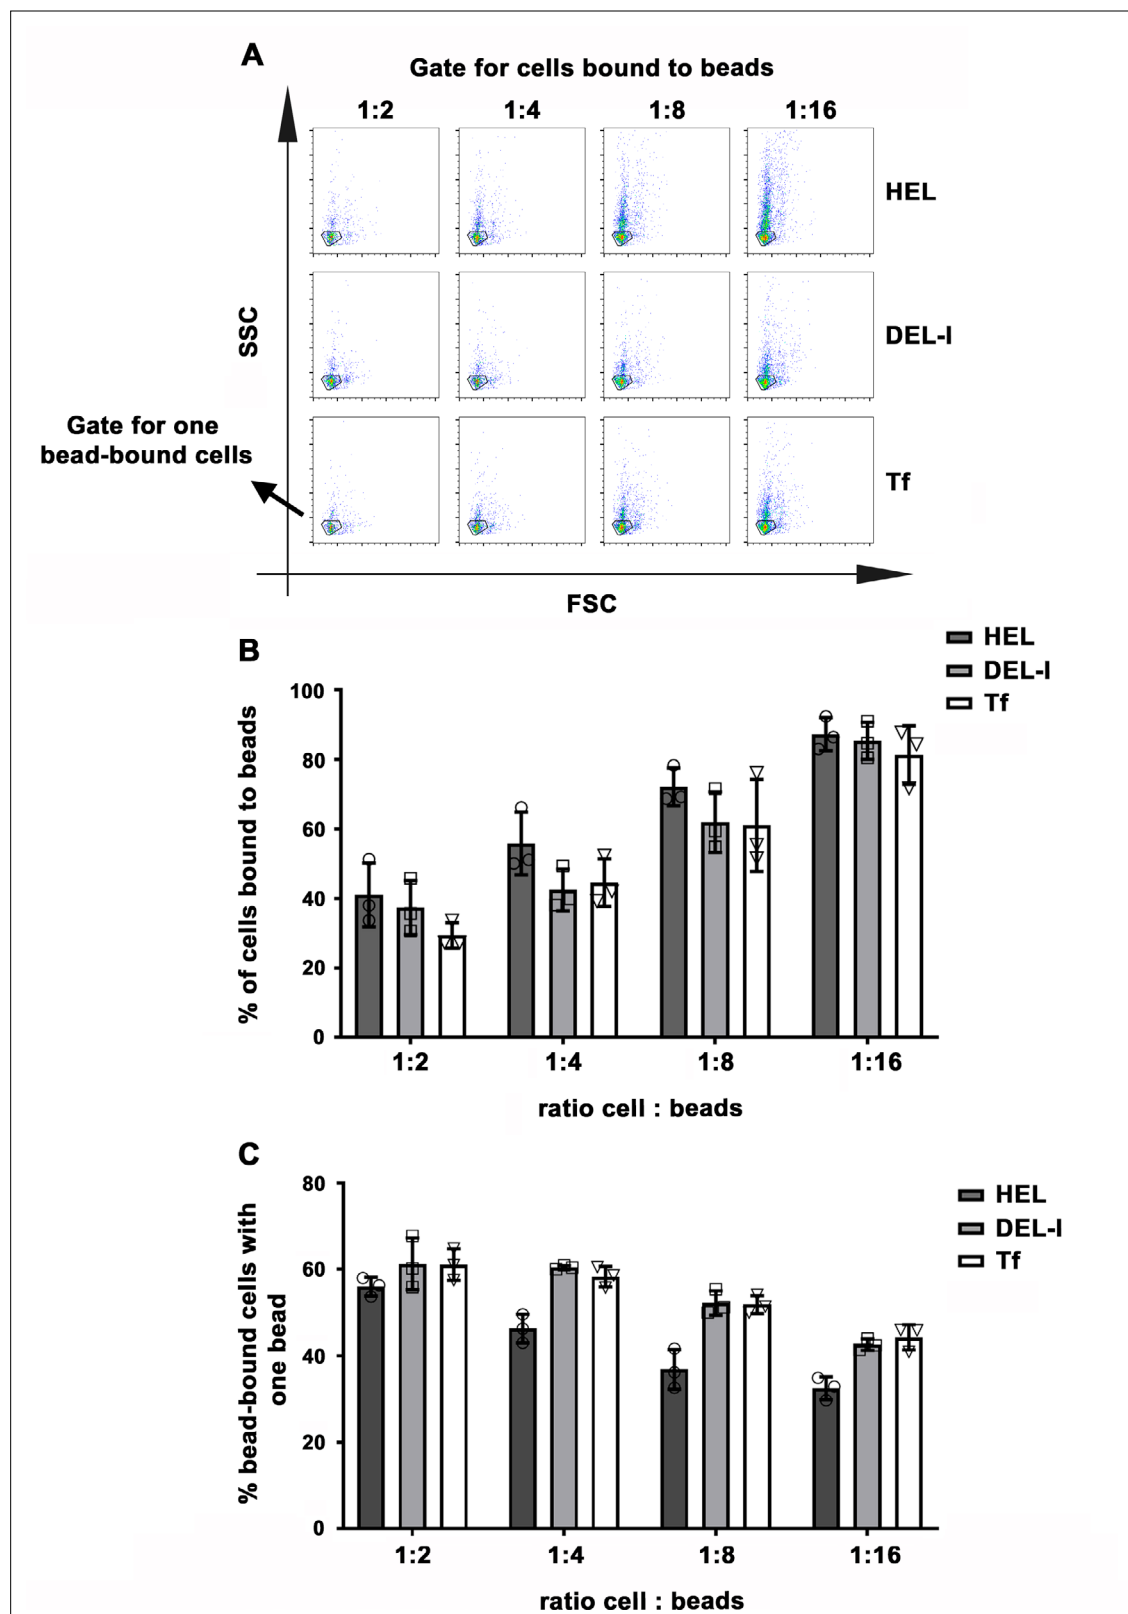 A
Gate for cells bound to beads
1:2 1:4 1:8 1:16
HEL
DEL-I
Tf
SSC
Gate for one
bead-bound cells
FSC
B
HEL
DEL-I
Tf
% of cells bound to beads
100
80
60
40
20
0
1:2 1:4 1:8 1:16
ratio cell : beads
C
HEL
DEL-I
Tf
% bead-bound cells with
one bead
80
60
40
20
0
1:2 1:4 1:8 1:16
ratio cell : beads